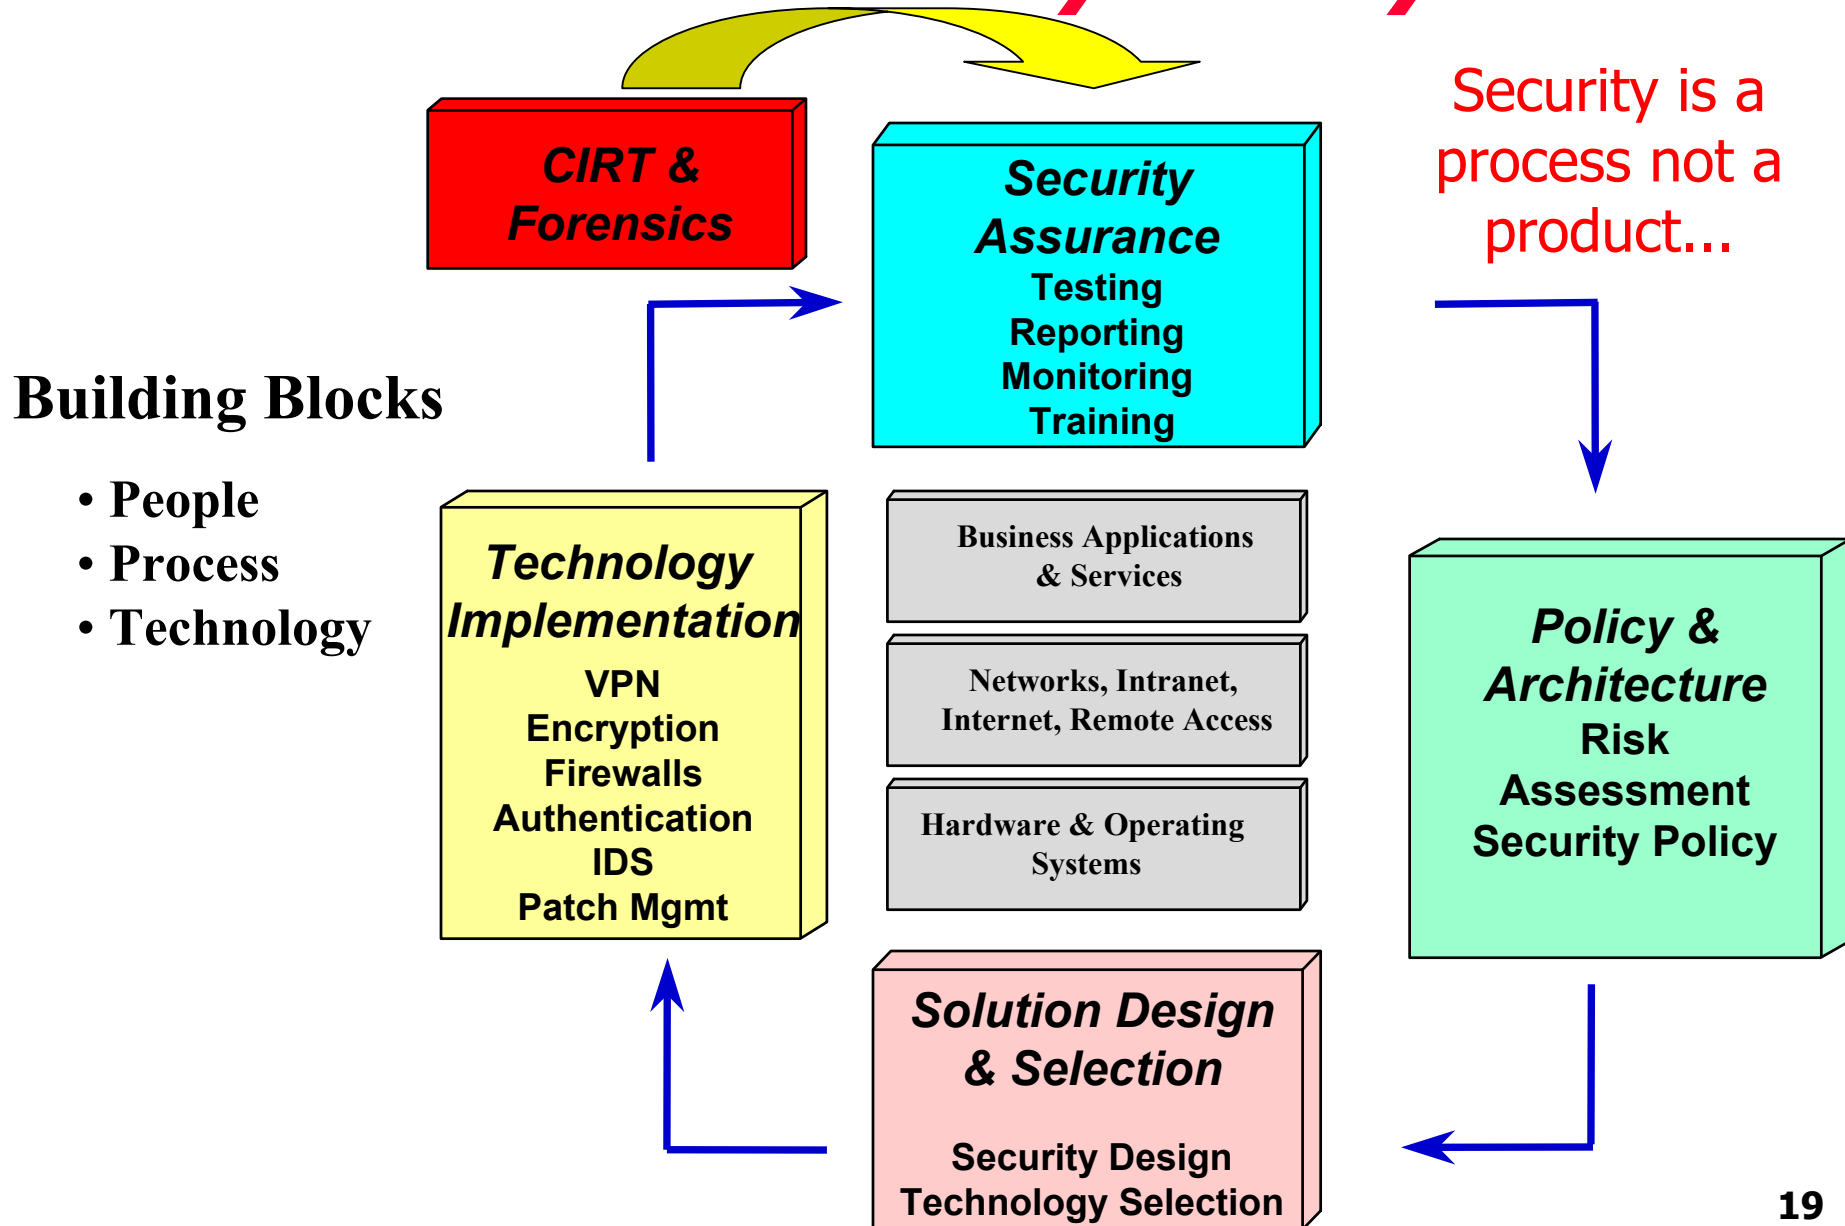 CIRT &
Forensics
Security
Assurance
Testing
Reporting
Monitoring
Training
Security is a
process not a
product...
Building Blocks
• People
• Process
• Technology
Technology
Implementation
VPN
Encryption
Firewalls
Authentication
IDS
Patch Mgmt
Business Applications
& Services
Networks, Intranet,
Internet, Remote Access
Hardware & Operating
Systems
Policy &
Architecture
Risk
Assessment
Security Policy
Solution Design
& Selection
Security Design
Technology Selection
19